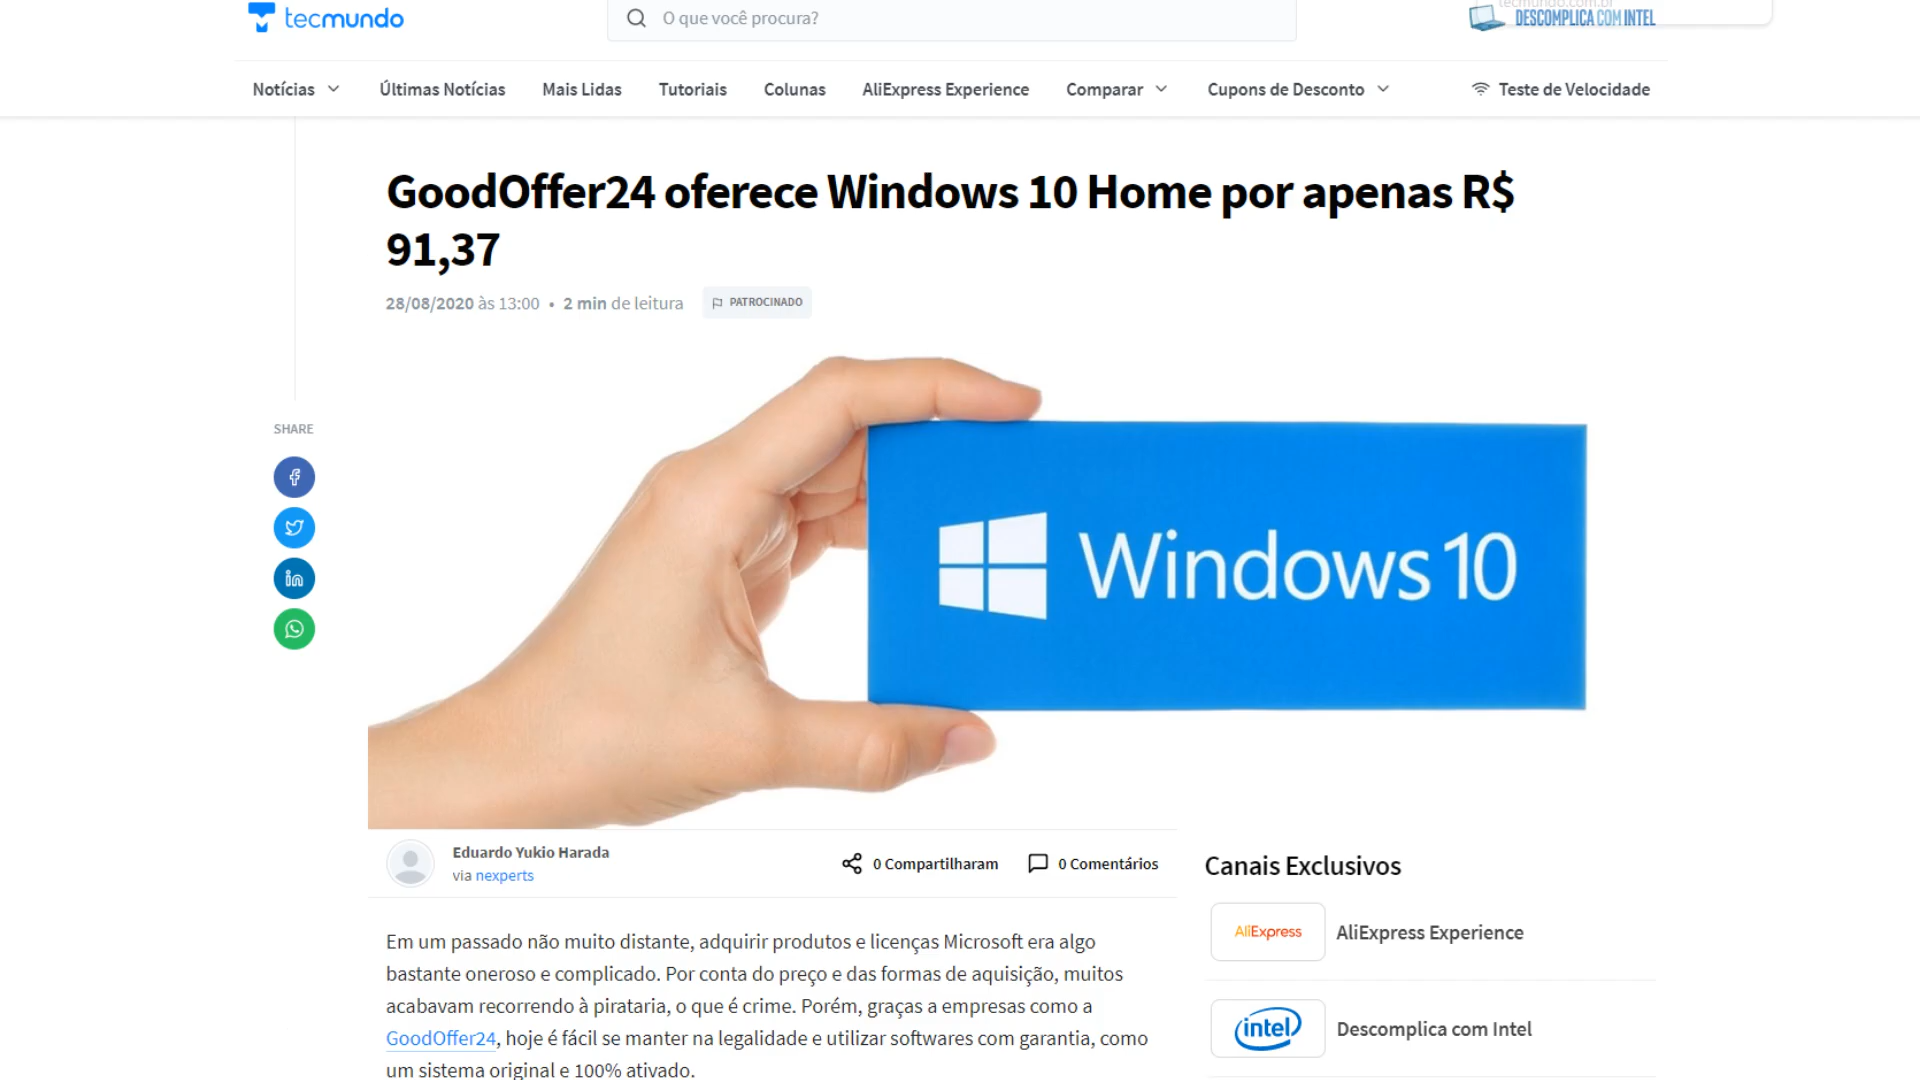 tecmundo
O que você procura?
tecmundo.com.br
DESCOMPLICA COM INTEL
Notícias
Últimas Notícias
Mais Lidas
Tutoriais
Colunas
AliExpress Experience
Comparar
Cupons de Desconto
Teste de Velocidade
GoodOffer24 oferece Windows 10 Home por apenas R$
91,37
28/08/2020 às 13:00 • 2 min de leitura
PATROCINADO
SHARE
Windows 10
Eduardo Yukio Harada
via nexperts
0 Compartilharam
0 Comentários
Em um passado não muito distante, adquirir produtos e licenças Microsoft era algo
bastante oneroso e complicado. Por conta do preço e das formas de aquisição, muitos
acabavam recorrendo à pirataria, o que é crime. Porém, graças a empresas como a
GoodOffer24, hoje é fácil se manter na legalidade e utilizar softwares com garantia, como
um sistema original e 100% ativado.
Canais Exclusivos
AliExpress
AliExpress Experience
intel
Descomplica com Intel